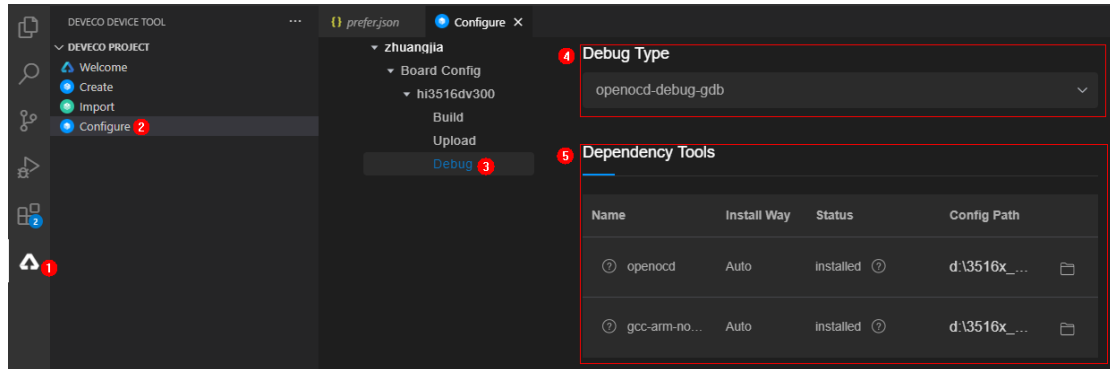 DEVECO DEVICE TOOL ···
DEVECO PROJECT
Welcome
Create
Import
Configure 2
2
1
{} prefer.json Configure ×
zhuangjia
Board Config
hi3516dv300
Build
Upload
Debug 3
4 Debug Type
openocd-debug-gdb
5 Dependency Tools
Name Install Way Status Config Path
? openocd Auto installed ? d:\3516x_...
? gcc-arm-no... Auto installed ? d:\3516x_...